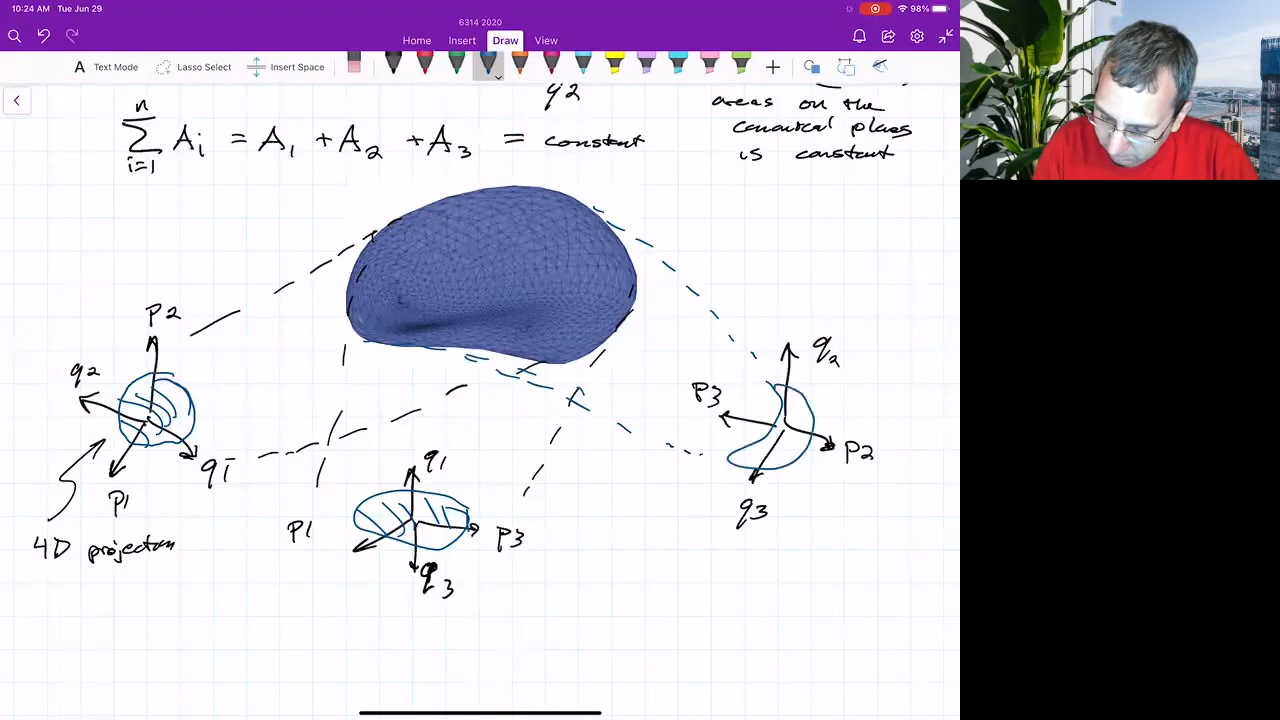 10:24 AM Tue Jun 29
98%
6314 2020
Home Insert Draw View
Text Mode Lasso Select Insert Space
q2
areas on the
canonical planes
is constant
n
∑ Ai = A1 + A2 + A3 = constant
i=1
p2
q2
q1
p1
4D projection
q1
p1
p3
q3
q2
p3
p2
q3